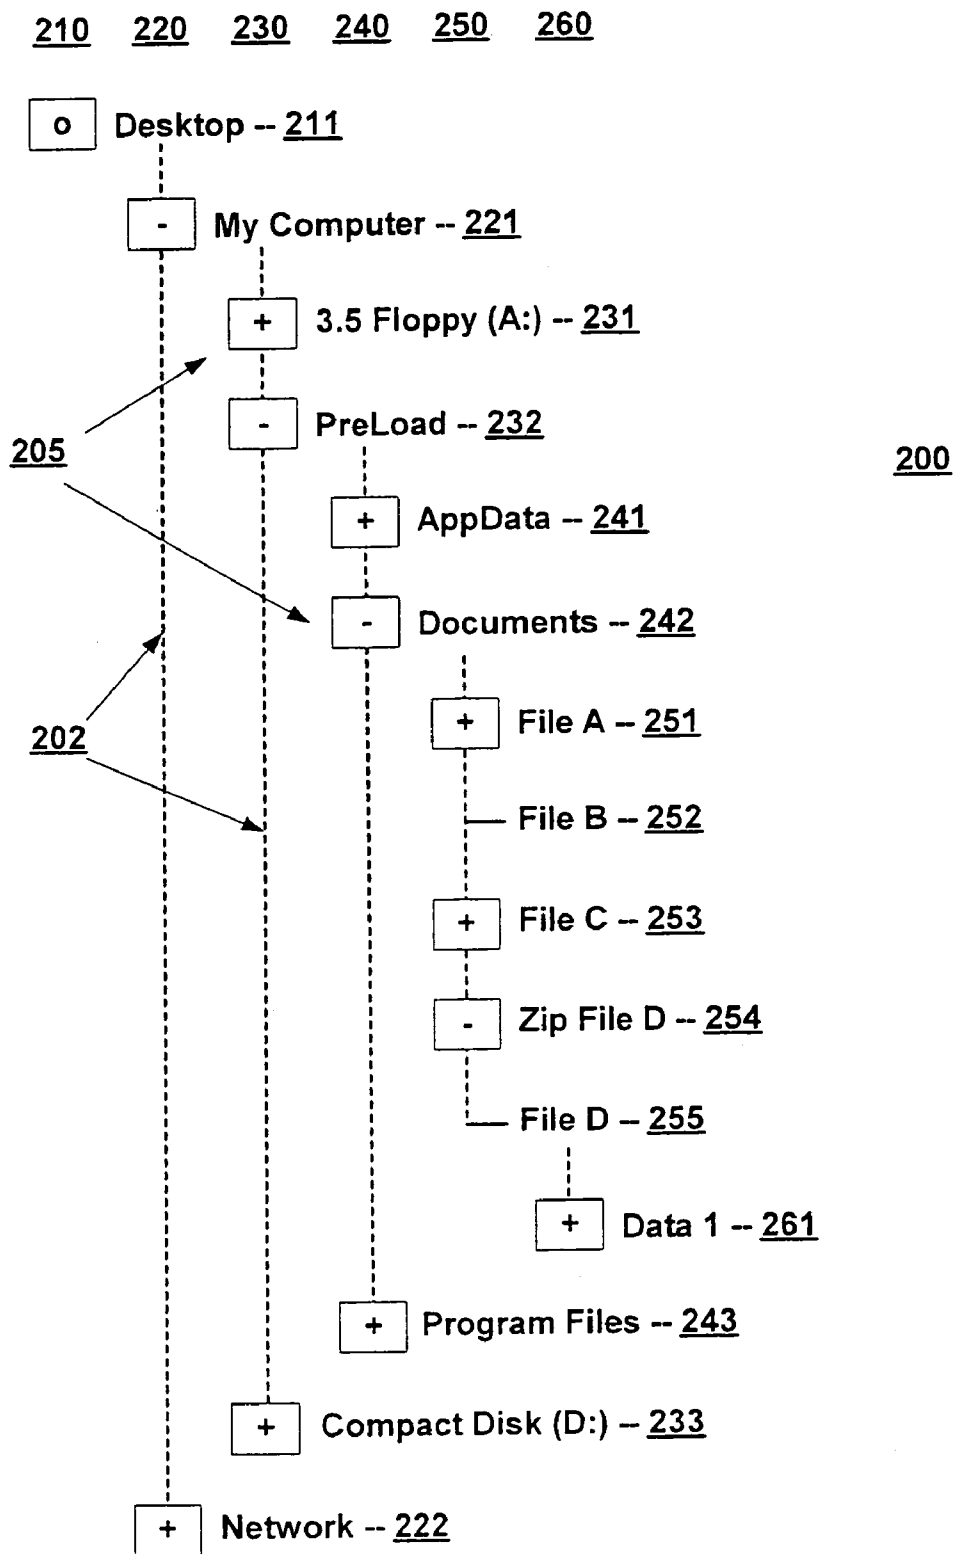 210 220 230 240 250 260
o Desktop -- 211
- My Computer -- 221
+ 3.5 Floppy (A:) -- 231
- PreLoad -- 232
205
200
+ AppData -- 241
- Documents -- 242
+ File A -- 251
202
File B -- 252
+ File C -- 253
- Zip File D -- 254
File D -- 255
+ Data 1 -- 261
+ Program Files -- 243
+ Compact Disk (D:) -- 233
+ Network -- 222